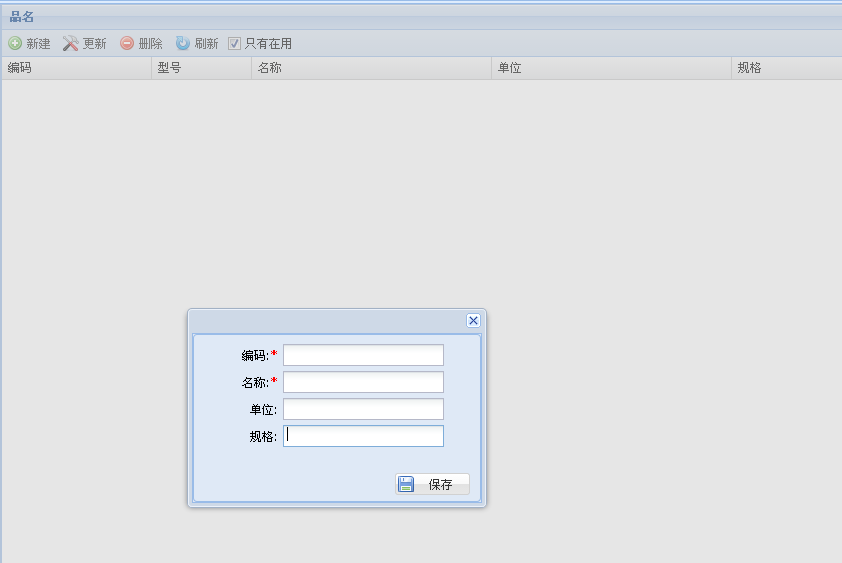 品名
新建 更新 删除 刷新 只有在用
编码 型号 名称 单位 规格
编码:*
名称:*
单位:
规格:
保存